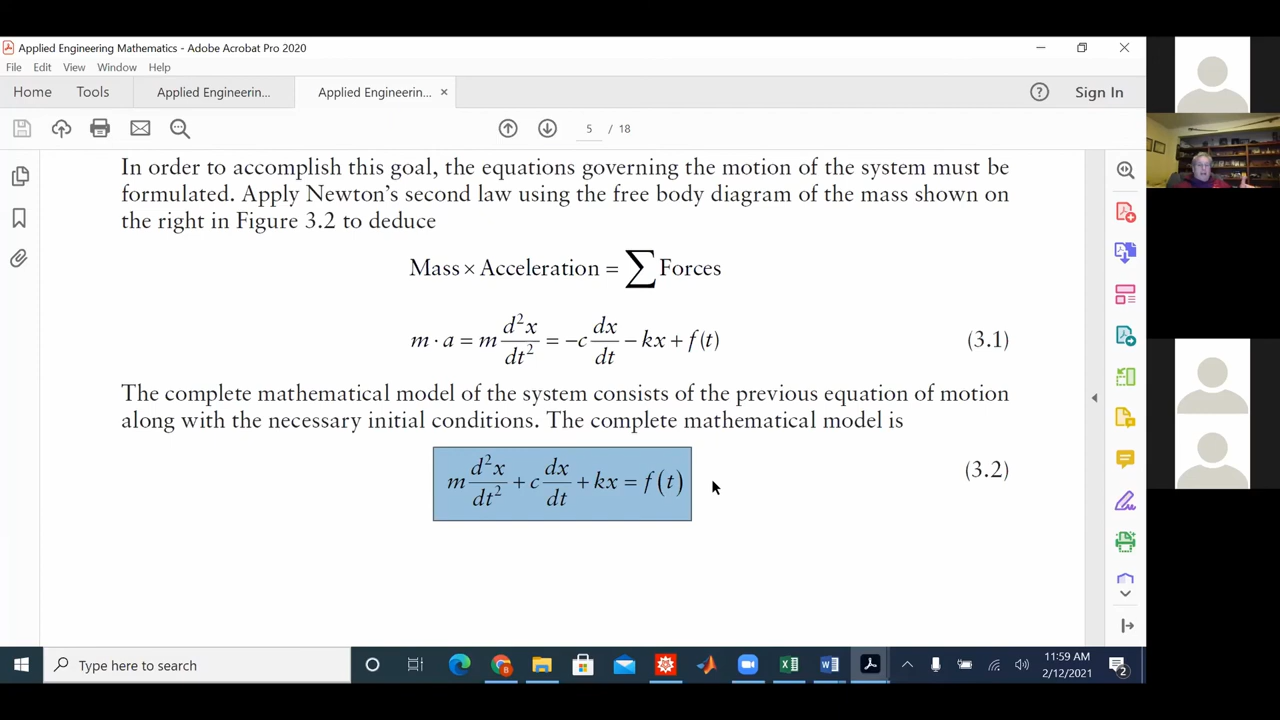 Applied Engineering Mathematics - Adobe Acrobat Pro 2020
File Edit View Window Help
Home Tools Applied Engineerin... Applied Engineerin... × Sign In
5 / 18
In order to accomplish this goal, the equations governing the motion of the system must be
formulated. Apply Newton's second law using the free body diagram of the mass shown on
the right in Figure 3.2 to deduce
Mass × Acceleration = ∑ Forces
m · a = m d²x/dt² = −c dx/dt − kx + f(t) (3.1)
The complete mathematical model of the system consists of the previous equation of motion
along with the necessary initial conditions. The complete mathematical model is
m d²x/dt² + c dx/dt + kx = f(t) (3.2)
Type here to search
11:59 AM
2/12/2021
2